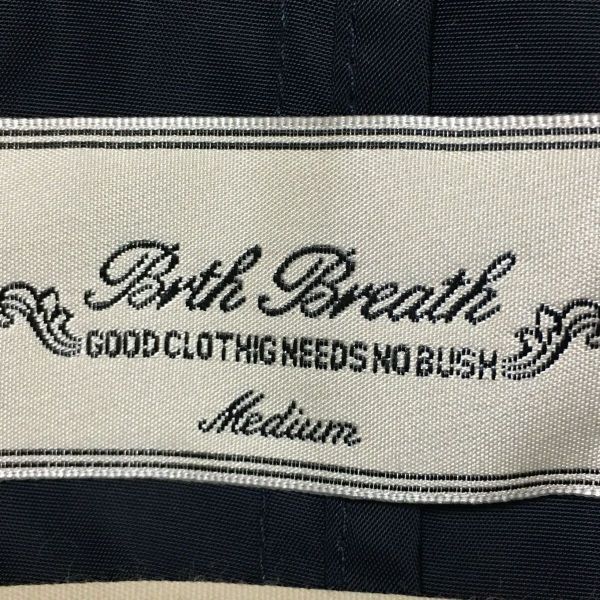 Brth Breath
GOOD CLOTHIG NEEDS NO BUSH
Medium